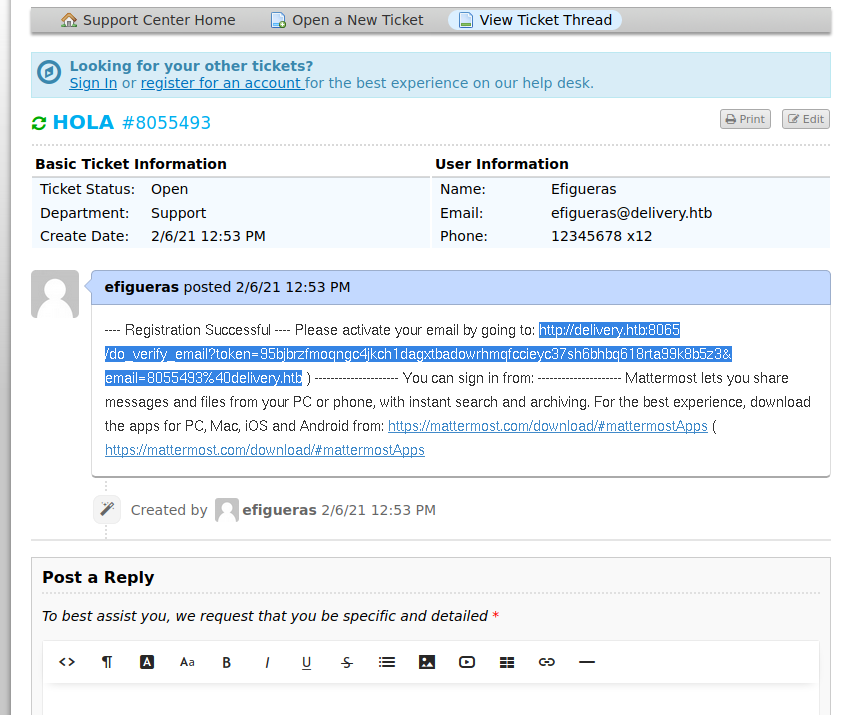 Support Center Home Open a New Ticket View Ticket Thread
Looking for your other tickets?
Sign In or register for an account for the best experience on our help desk.
HOLA #8055493 Print Edit
Basic Ticket Information User Information
Ticket Status: Open Name: Efigueras
Department: Support Email: efigueras@delivery.htb
Create Date: 2/6/21 12:53 PM Phone: 12345678 x12
efigueras posted 2/6/21 12:53 PM
---- Registration Successful ---- Please activate your email by going to: http://delivery.htb:8065
/do_verify_email?token=95bjbrzfmoqngc4jkch1dagxtbadowrhmqfccieyc37sh6bhbq618rta99k8b5z3&
email=8055493%40delivery.htb ) --------------------- You can sign in from: --------------------- Mattermost lets you share
messages and files from your PC or phone, with instant search and archiving. For the best experience, download
the apps for PC, Mac, iOS and Android from: https://mattermost.com/download/#mattermostApps (
https://mattermost.com/download/#mattermostApps
Created by efigueras 2/6/21 12:53 PM
Post a Reply
To best assist you, we request that you be specific and detailed *
<> ¶ A Aa B I U S